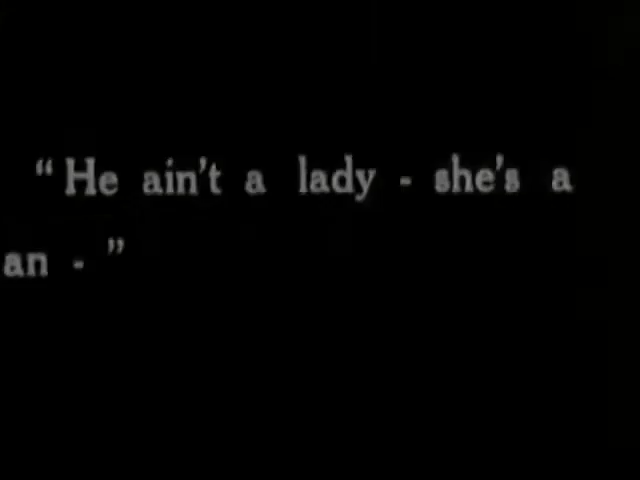 “He ain't a lady - she's a
an - ”